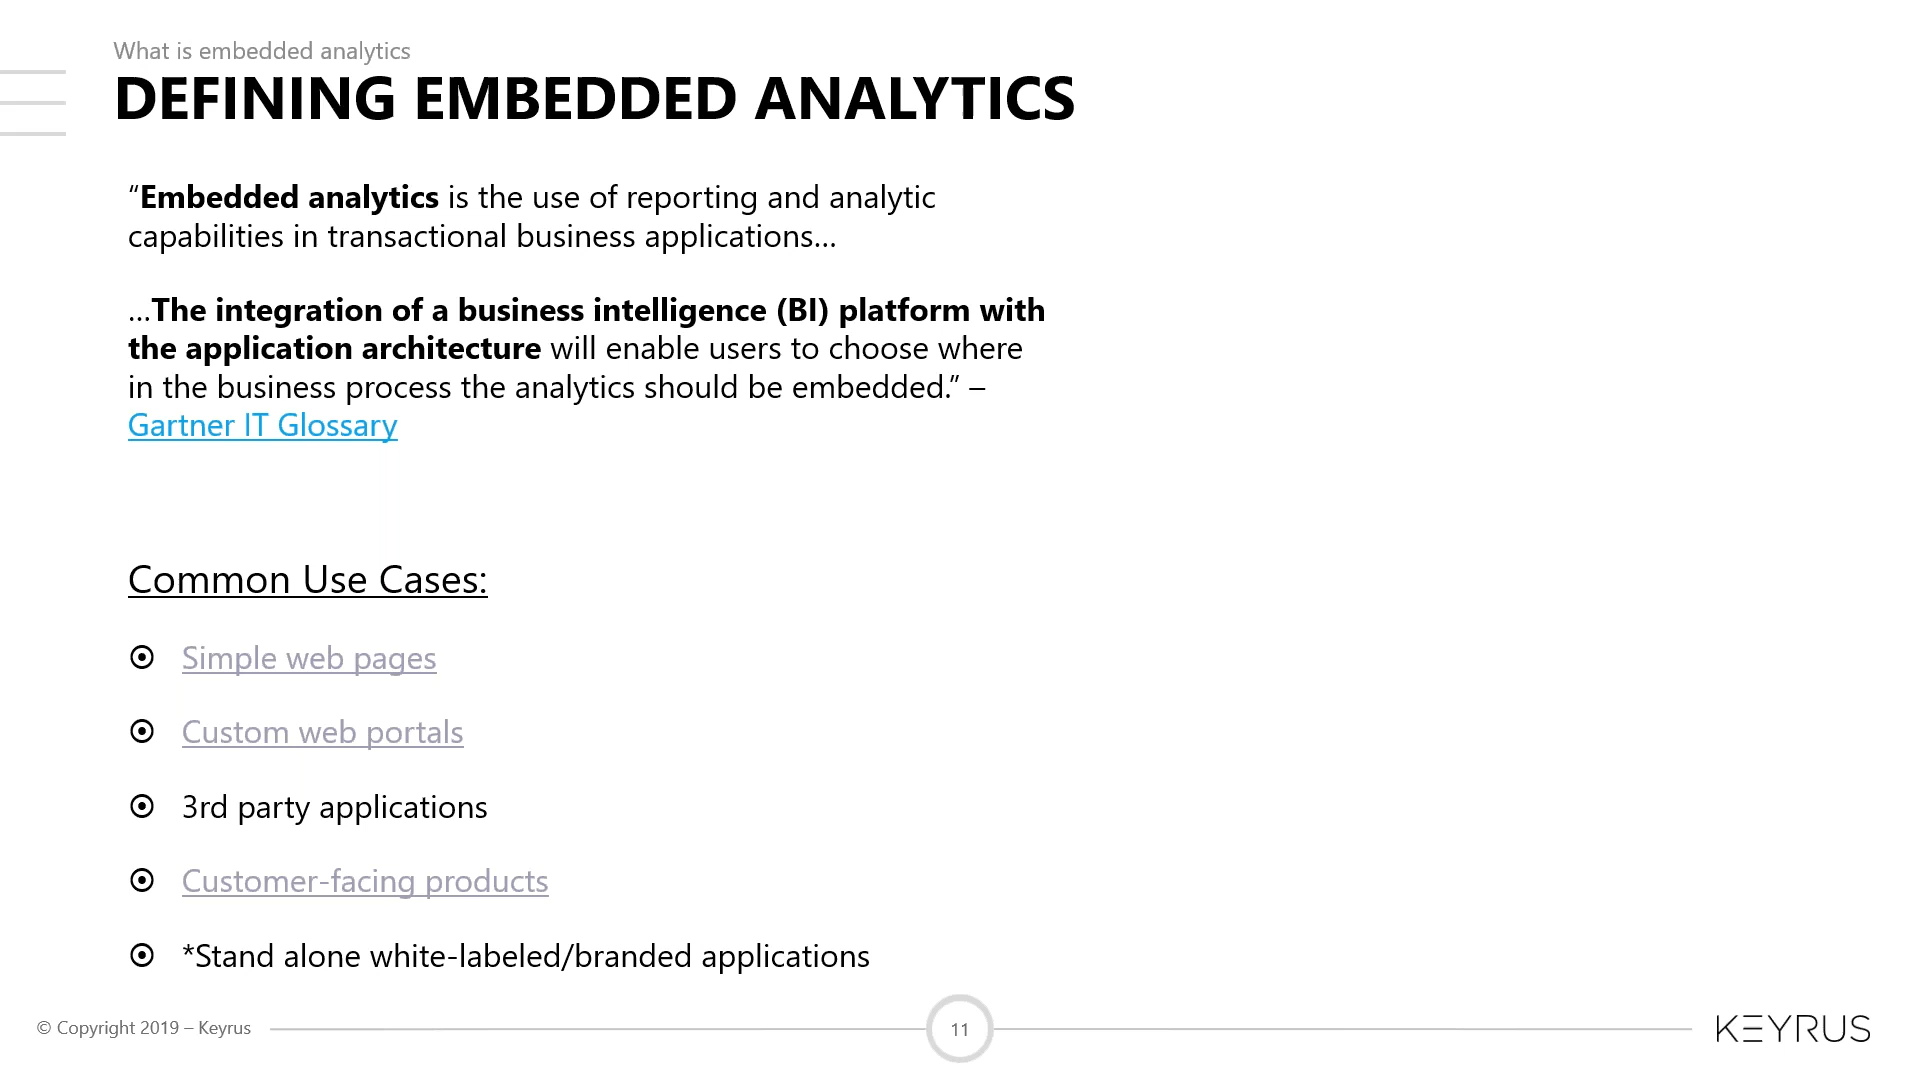 What is embedded analytics
DEFINING EMBEDDED ANALYTICS
“Embedded analytics is the use of reporting and analytic
capabilities in transactional business applications…
…The integration of a business intelligence (BI) platform with
the application architecture will enable users to choose where
in the business process the analytics should be embedded.” –
Gartner IT Glossary
Common Use Cases:
Simple web pages
Custom web portals
3rd party applications
Customer-facing products
*Stand alone white-labeled/branded applications
© Copyright 2019 – Keyrus
11
KEYRUS